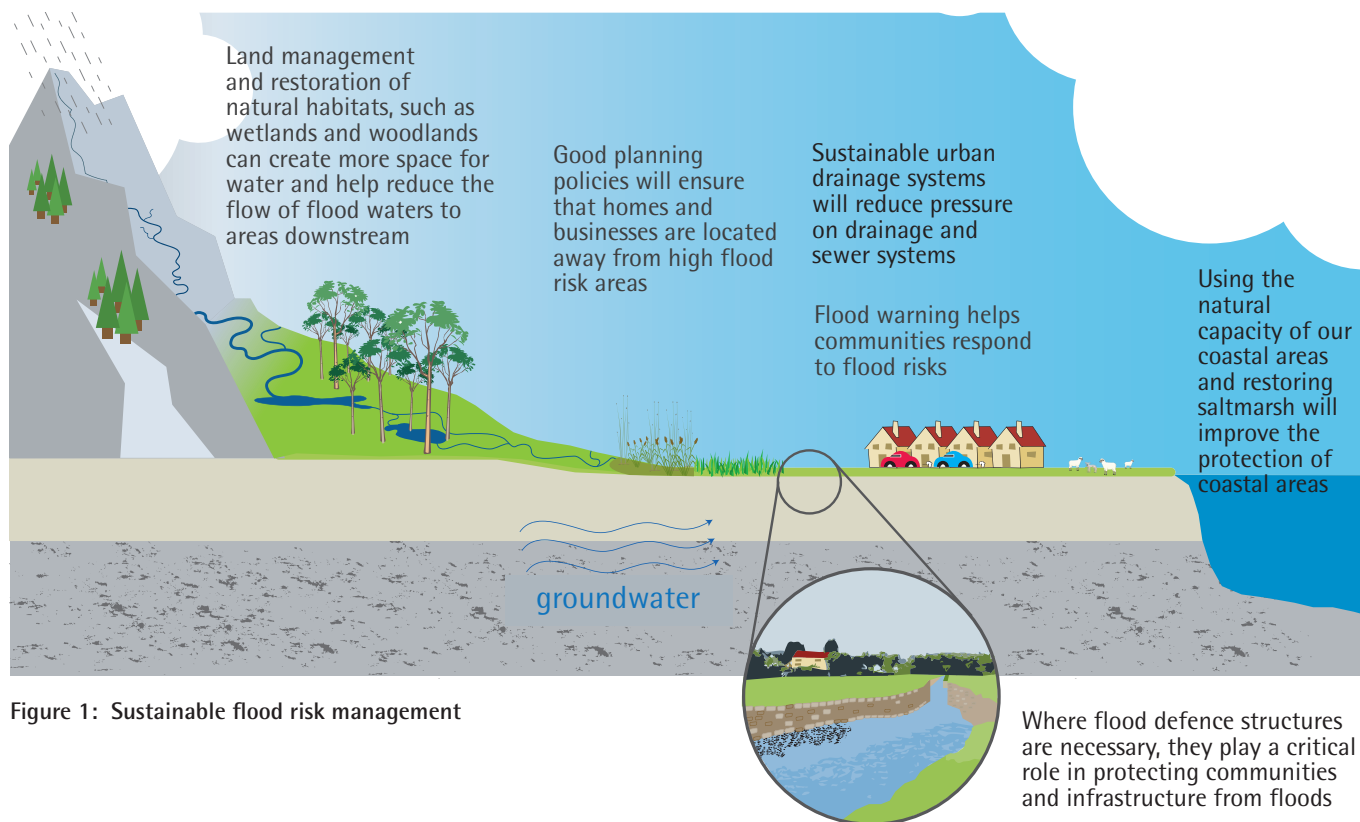 Land management
and restoration of
natural habitats, such as
wetlands and woodlands
can create more space for
water and help reduce the
flow of flood waters to
areas downstream
Good planning
policies will ensure
that homes and
businesses are located
away from high flood
risk areas
Sustainable urban
drainage systems
will reduce pressure
on drainage and
sewer systems
Flood warning helps
communities respond
to flood risks
Using the
natural
capacity of our
coastal areas
and restoring
saltmarsh will
improve the
protection of
coastal areas
groundwater
Figure 1: Sustainable flood risk management
Where flood defence structures
are necessary, they play a critical
role in protecting communities
and infrastructure from floods